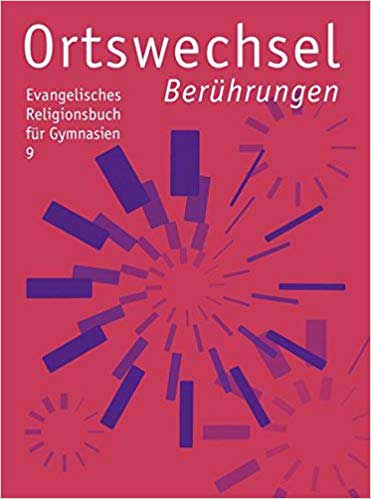 Ortswechsel
Berührungen
Evangelisches
Religionsbuch
für Gymnasien
9